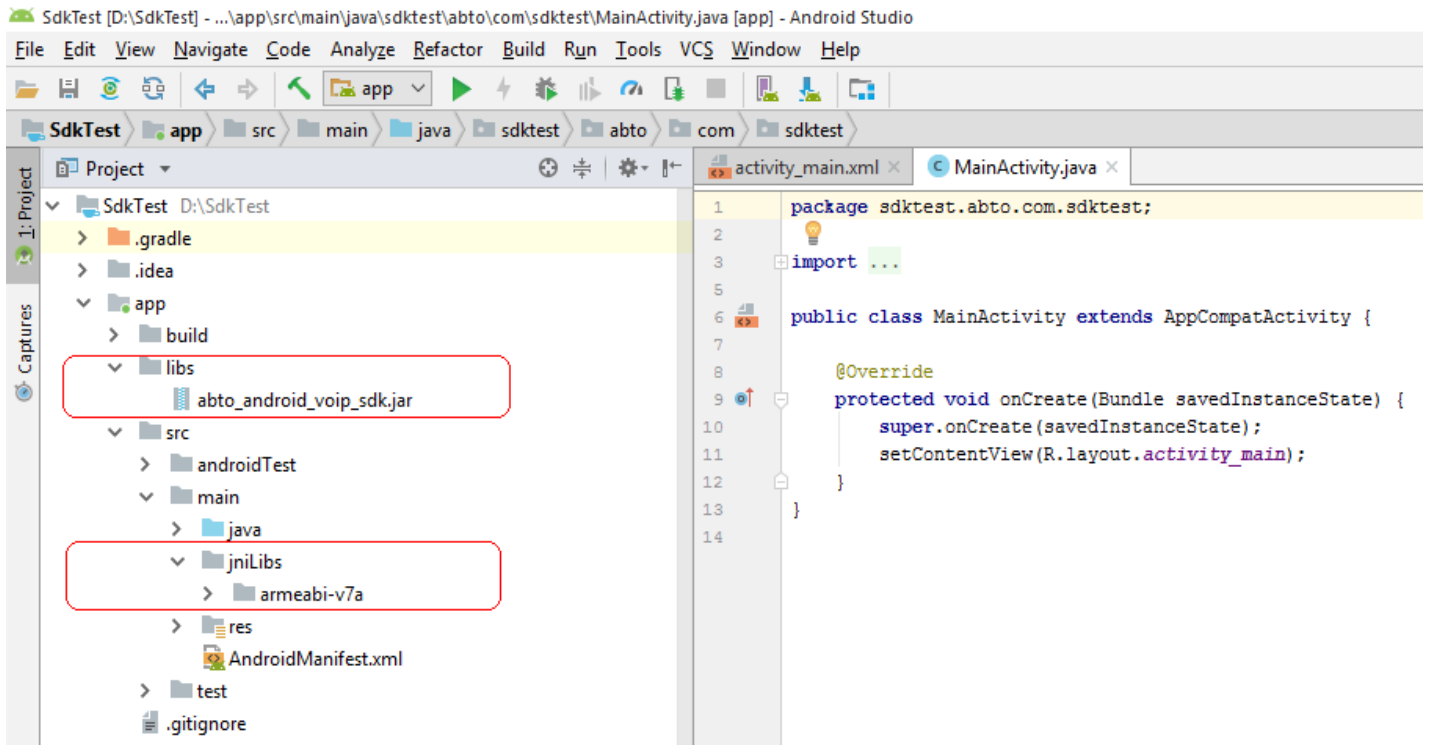 SdkTest [D:\SdkTest] - ...\app\src\main\java\sdktest\abto\com\sdktest\MainActivity.java [app] - Android Studio
File Edit View Navigate Code Analyze Refactor Build Run Tools VCS Window Help
app
SdkTest app src main java sdktest abto com sdktest
1: Project
Captures
Project
SdkTest D:\SdkTest
.gradle
.idea
app
build
libs
abto_android_voip_sdk.jar
src
androidTest
main
java
jniLibs
armeabi-v7a
res
AndroidManifest.xml
test
.gitignore
activity_main.xml MainActivity.java
1 package sdktest.abto.com.sdktest;
2
3 import ...
5
6 public class MainActivity extends AppCompatActivity {
7
8 @Override
9 protected void onCreate(Bundle savedInstanceState) {
10 super.onCreate(savedInstanceState);
11 setContentView(R.layout.activity_main);
12 }
13 }
14